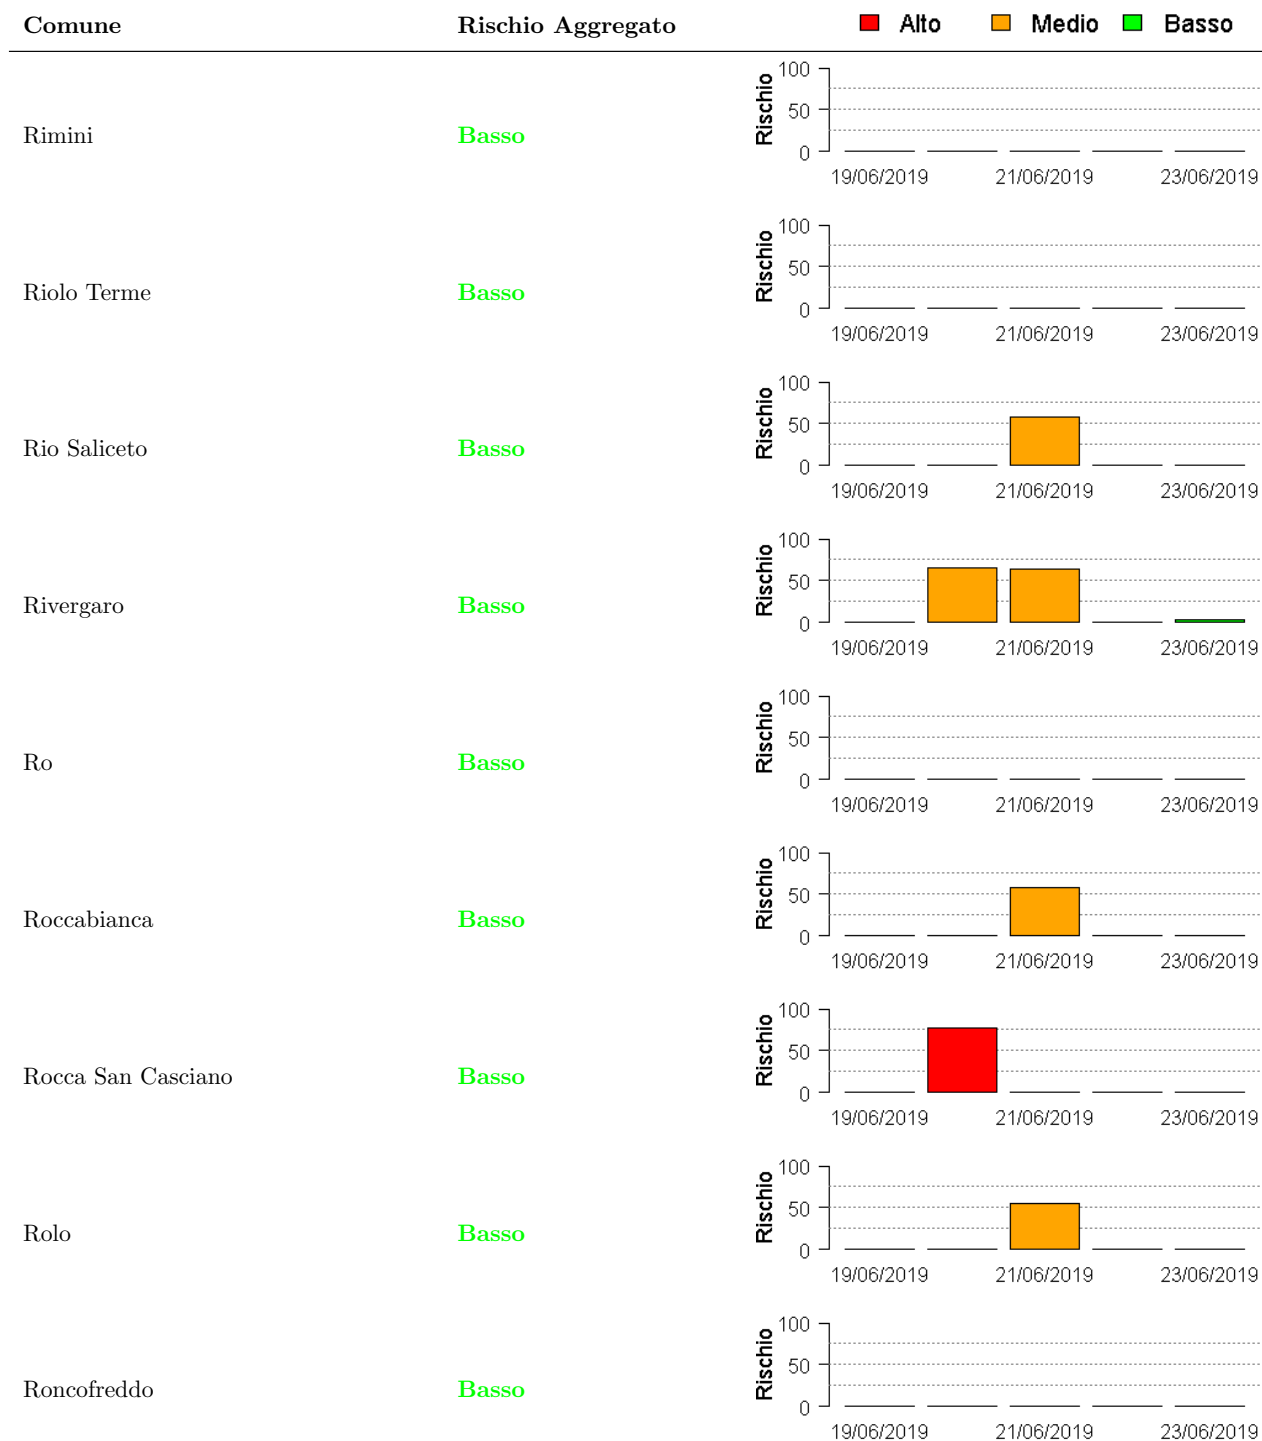 Comune Rischio Aggregato Alto Medio Basso
100
50
0
Rischio
Rimini Basso
19/06/2019 21/06/2019 23/06/2019
100
50
0
Rischio
Riolo Terme Basso
19/06/2019 21/06/2019 23/06/2019
100
50
0
Rischio
Rio Saliceto Basso
19/06/2019 21/06/2019 23/06/2019
100
50
0
Rischio
Rivergaro Basso
19/06/2019 21/06/2019 23/06/2019
100
50
0
Rischio
Ro Basso
19/06/2019 21/06/2019 23/06/2019
100
50
0
Rischio
Roccabianca Basso
19/06/2019 21/06/2019 23/06/2019
100
50
0
Rischio
Rocca San Casciano Basso
19/06/2019 21/06/2019 23/06/2019
100
50
0
Rischio
Rolo Basso
19/06/2019 21/06/2019 23/06/2019
100
50
0
Rischio
Roncofreddo Basso
19/06/2019 21/06/2019 23/06/2019